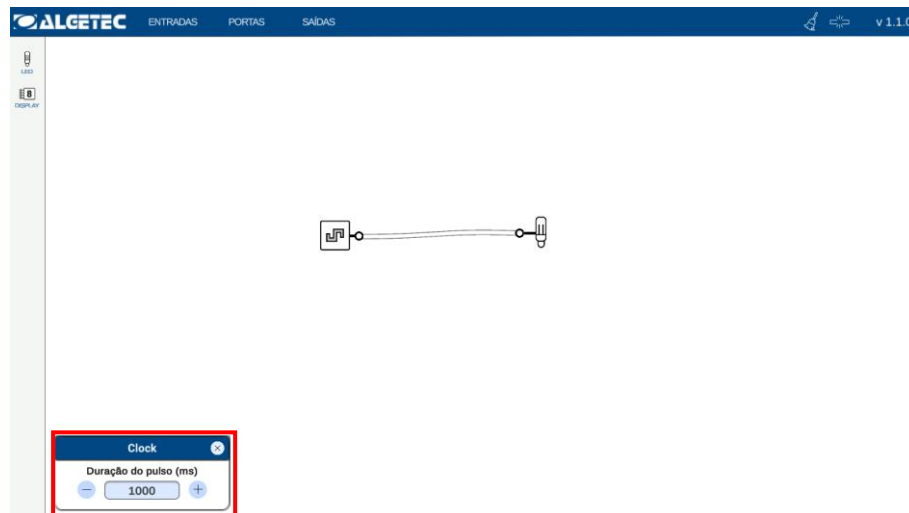 ALGETEC ENTRADAS PORTAS SAÍDAS v 1.1.0
LED
8
DISPLAY
Clock
Duração do pulso (ms)
1000